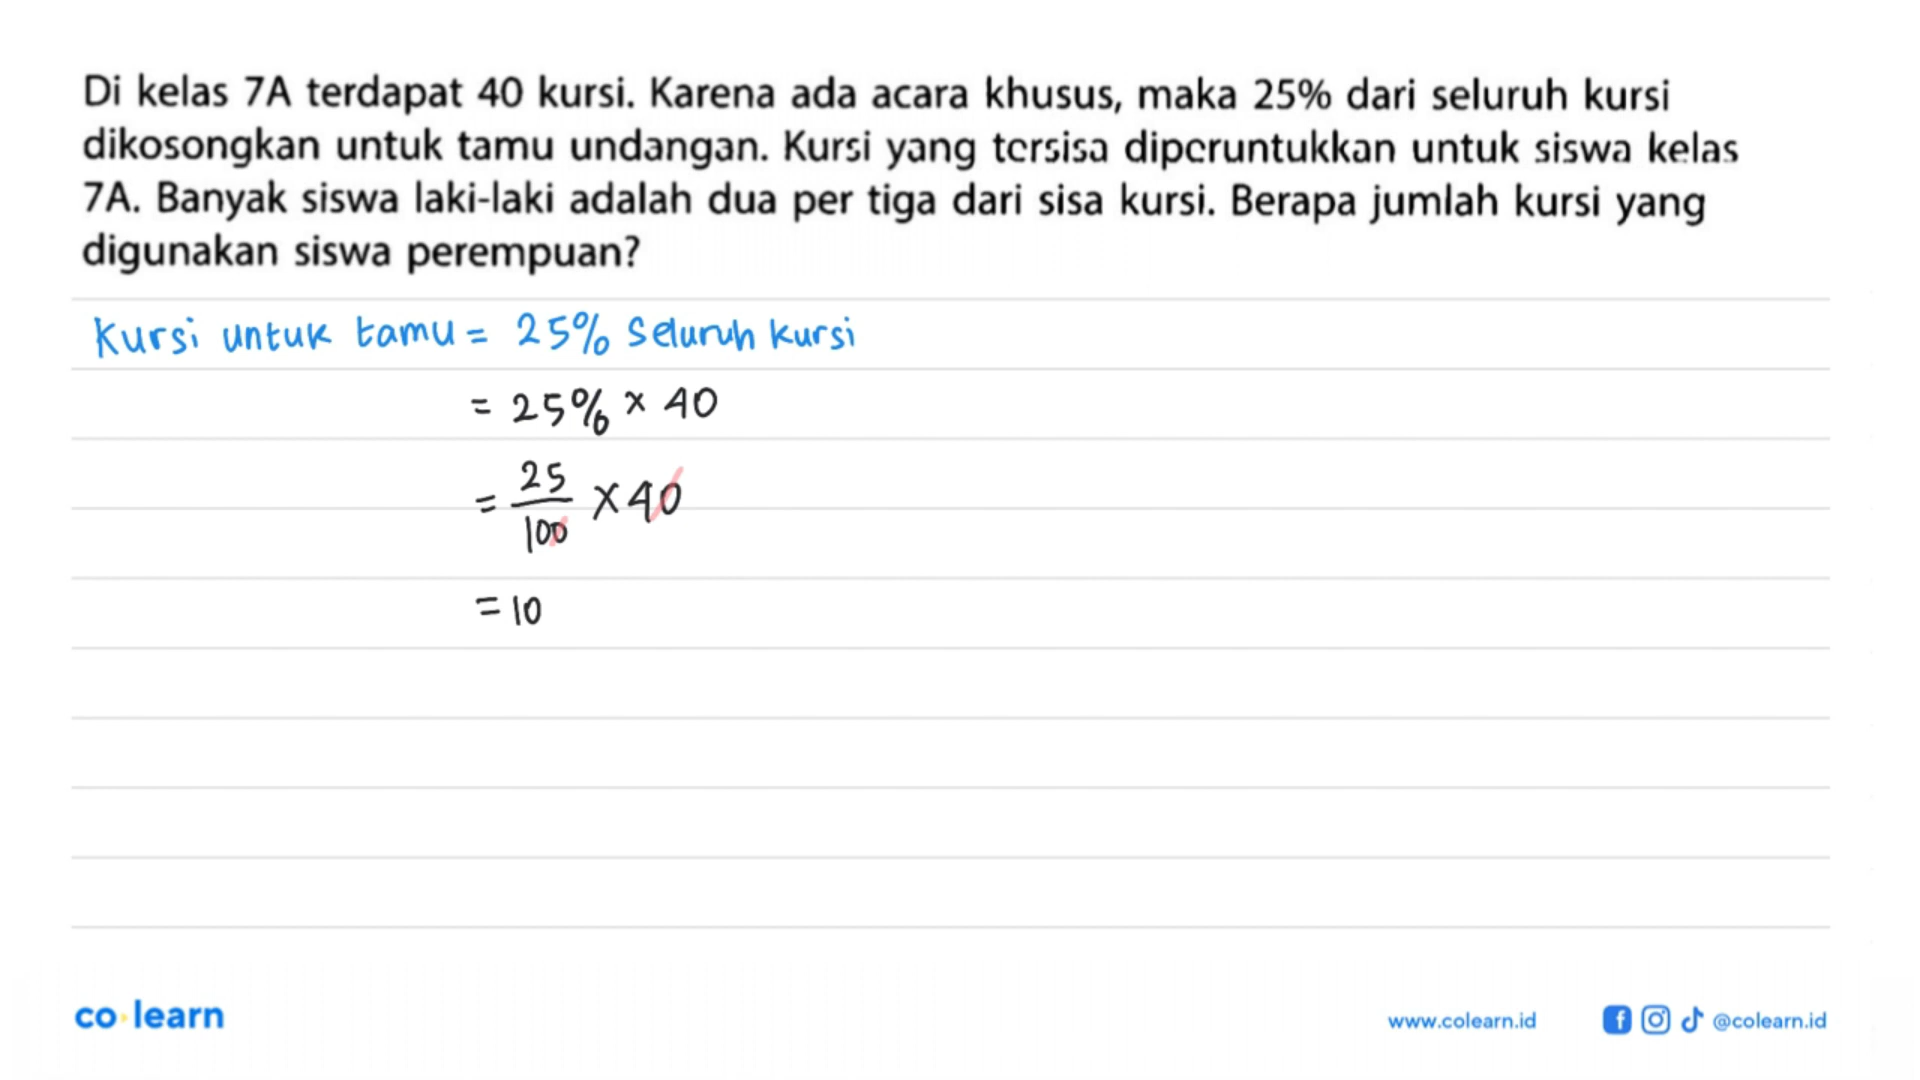 Di kelas 7A terdapat 40 kursi. Karena ada acara khusus, maka 25% dari seluruh kursi
dikosongkan untuk tamu undangan. Kursi yang tersisa diperuntukkan untuk siswa kelas
7A. Banyak siswa laki-laki adalah dua per tiga dari sisa kursi. Berapa jumlah kursi yang
digunakan siswa perempuan?
Kursi untuk tamu = 25% seluruh kursi
= 25% × 40
= 25/100 × 40
= 10
co learn
www.colearn.id @colearn.id